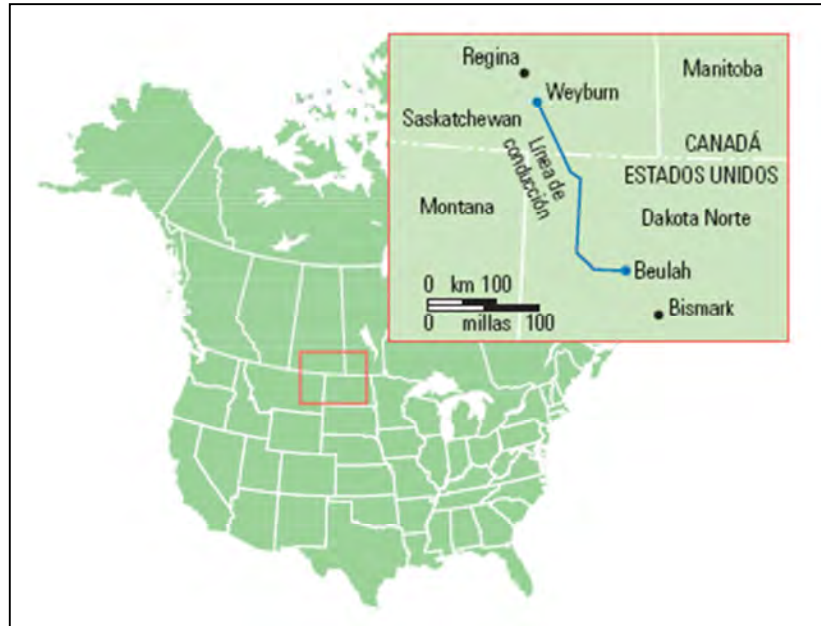 Regina
Manitoba
Weyburn
Saskatchewan
Línea de
conducción
CANADÁ
ESTADOS UNIDOS
Montana
Dakota Norte
Beulah
0 km 100
0 millas 100
Bismark